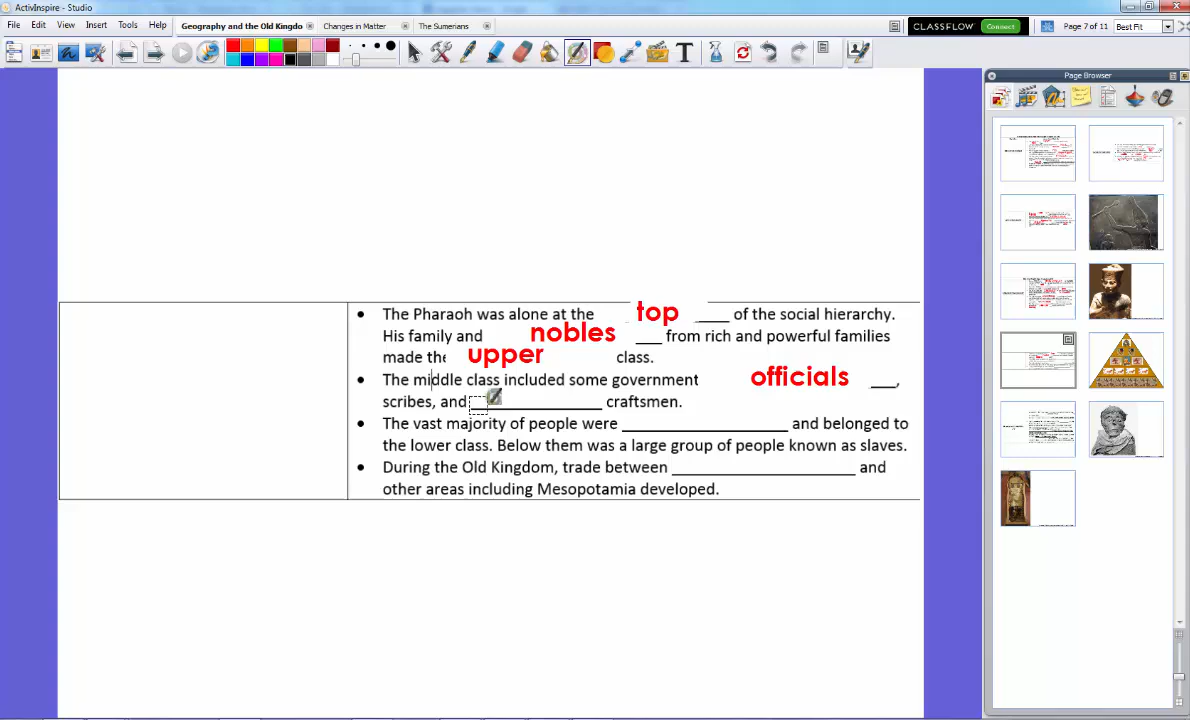 ActivInspire - Studio
File Edit View Insert Tools Help
Geography and the Old Kingdo
Changes in Matter
The Sumerians
CLASSFLOW Connect
Page 7 of 11
Best Fit
Page Browser
The Pharaoh was alone at the top ____ of the social hierarchy.
His family and nobles ___ from rich and powerful families
made the upper class.
The middle class included some government officials ___,
scribes, and _______________ craftsmen.
The vast majority of people were ___________________ and belonged to
the lower class. Below them was a large group of people known as slaves.
During the Old Kingdom, trade between _____________________ and
other areas including Mesopotamia developed.